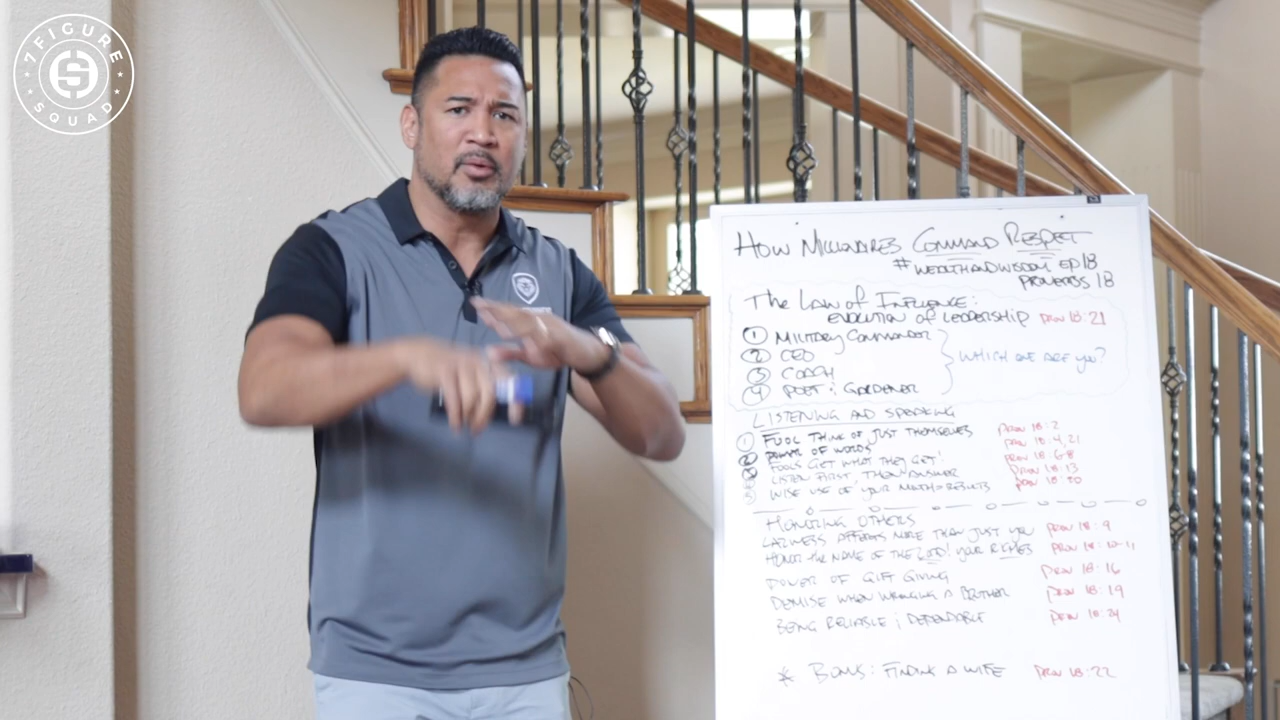 7FIGURE
SQUAD
How Millionaires Command Respect
#WEALTHANDWISDOM EP 18
PROVERBS 18
The Law of Influence:
EVOLUTION of LEADERSHIP PROV 18:21
① MILITARY COMMANDER
② CEO
③ COACH
④ POET & GARDENER
WHICH ONE ARE YOU?
LISTENING AND SPEAKING
① FOOL THINK OF JUST THEMSELVES PROV 18:2
② POWER OF WORDS PROV 18:4,21
FOOLS GET WHAT THEY GET! PROV 18:6-8
LISTEN FIRST, THEN ANSWER PROV 18:13
⑤ WISE USE OF YOUR MOUTH=RESULTS PROV 18:20
HONORING OTHERS
LAZINESS AFFECTS MORE THAN JUST YOU PROV 18:9
HONOR THE NAME OF THE LORD! YOUR RICHES PROV 18:10-11
POWER OF GIFT GIVING PROV 18:16
DEMISE WHEN WRONGING A BROTHER PROV 18:19
BEING RELIABLE & DEPENDABLE PROV 18:24
* BONUS: FINDING A WIFE PROV 18:22